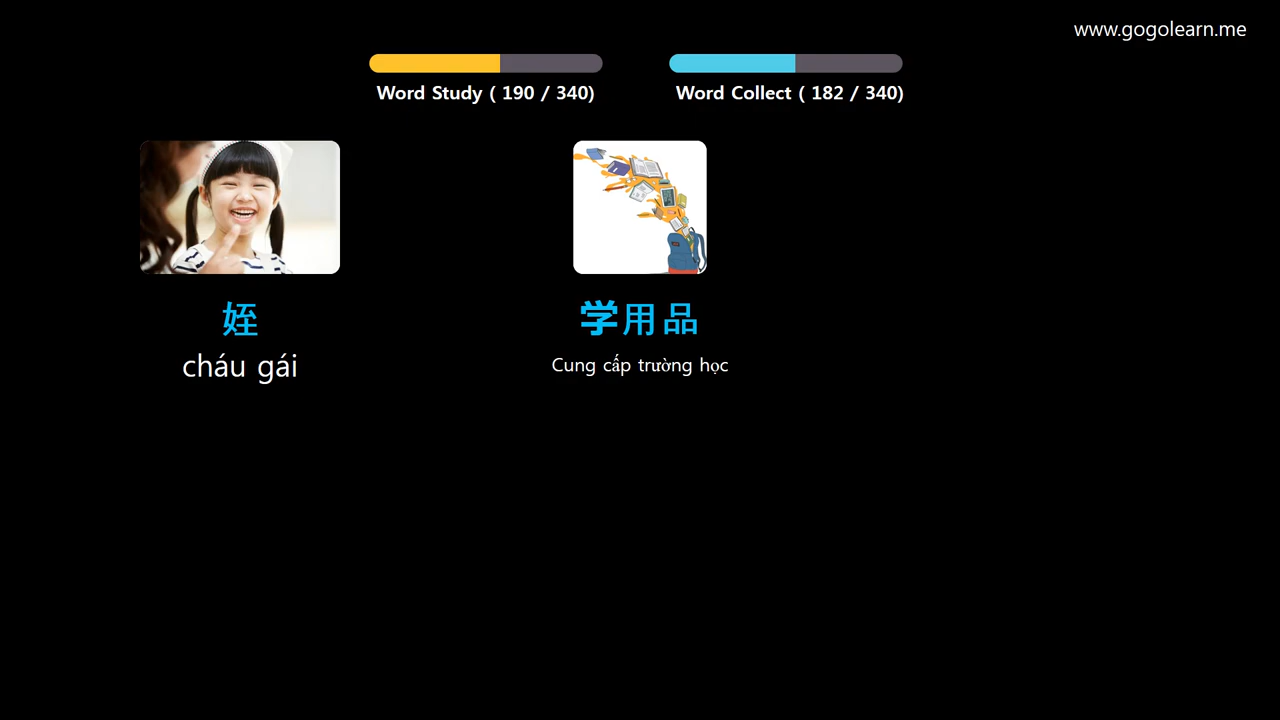 www.gogolearn.me
Word Study ( 190 / 340)
Word Collect ( 182 / 340)
姪
cháu gái
学用品
Cung cấp trường học